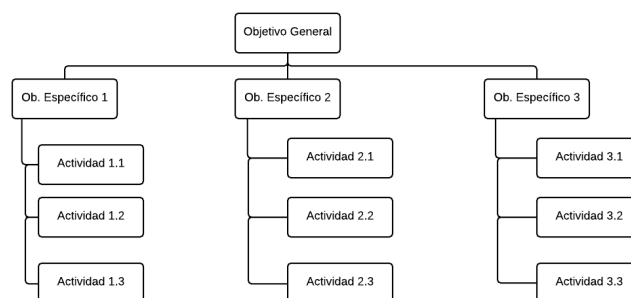 Objetivo General
Ob. Específico 1
Ob. Específico 2
Ob. Específico 3
Actividad 1.1
Actividad 2.1
Actividad 3.1
Actividad 1.2
Actividad 2.2
Actividad 3.2
Actividad 1.3
Actividad 2.3
Actividad 3.3